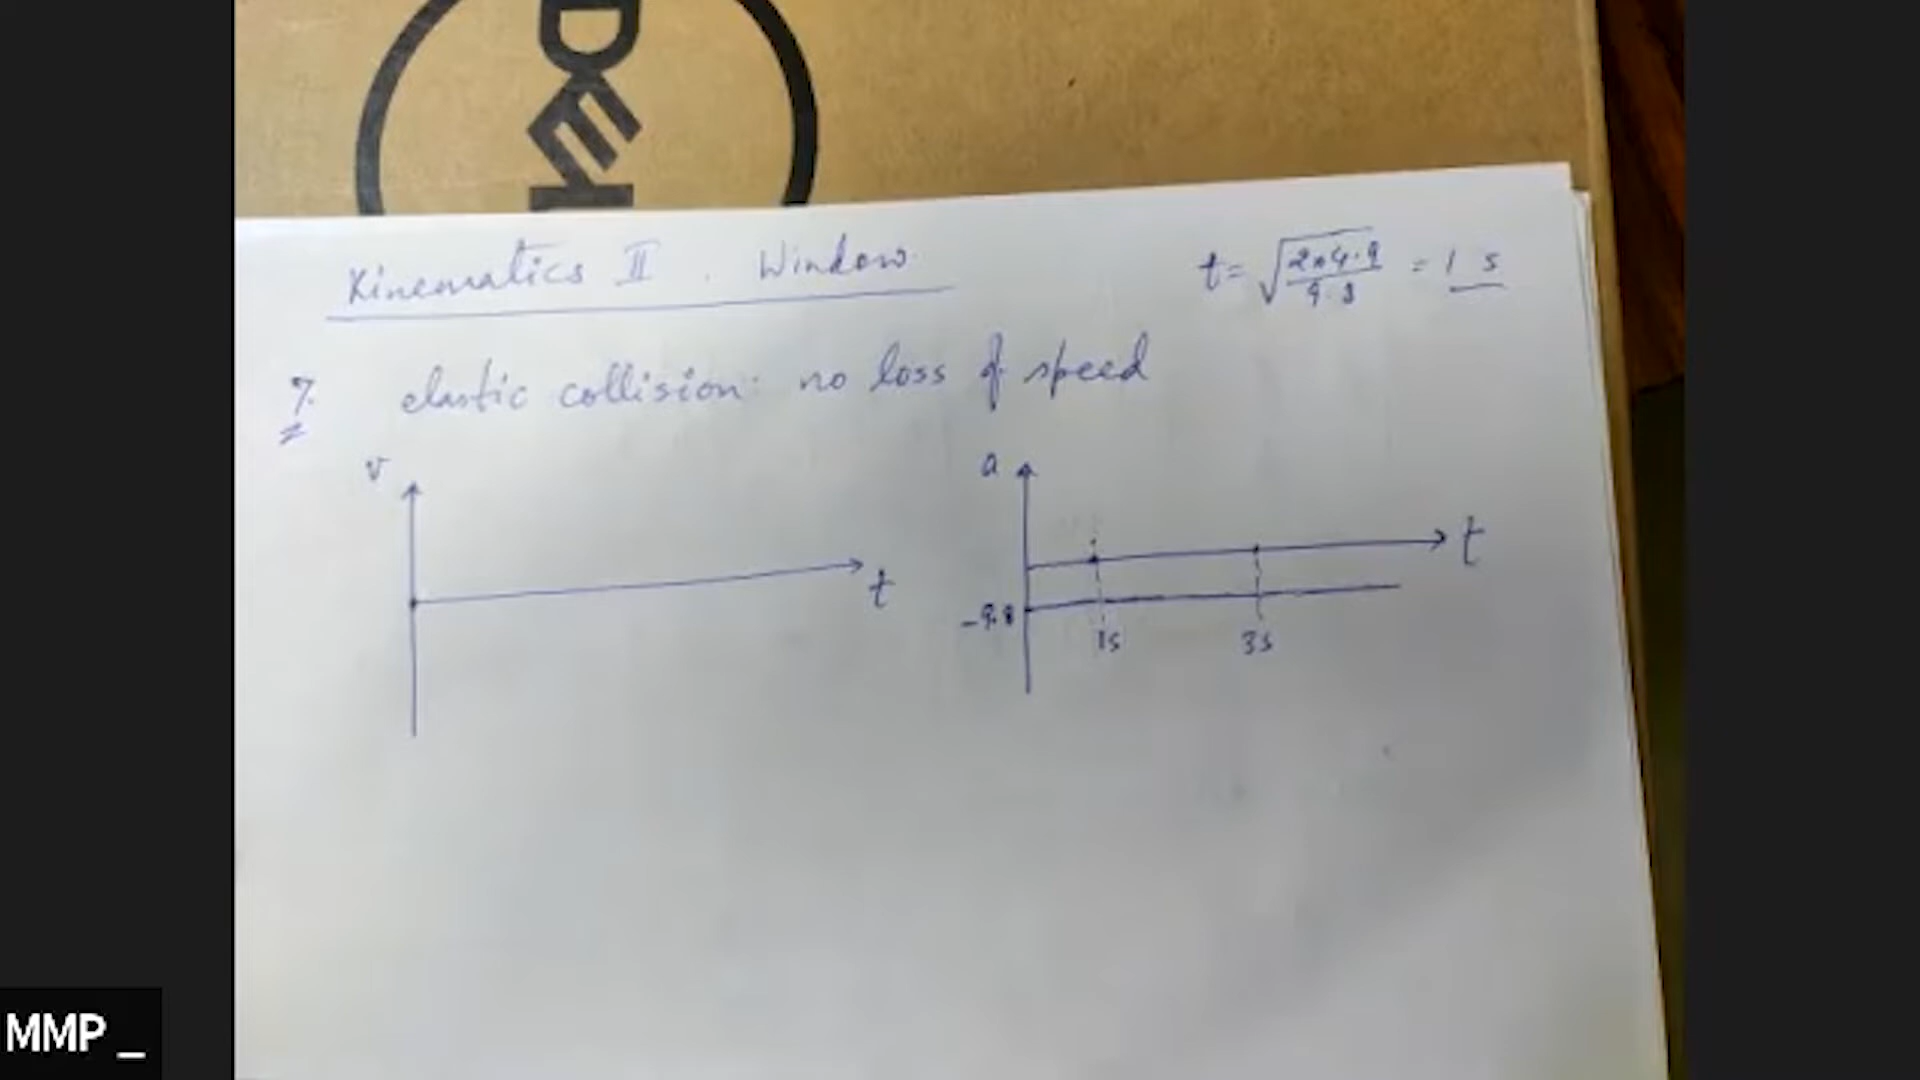 DELL
Kinematics II . Window
t = √(2×4.9/9.8) = 1 s
7. elastic collision: no loss of speed
v
t
a
t
-9.8
1s
3s
MMP _